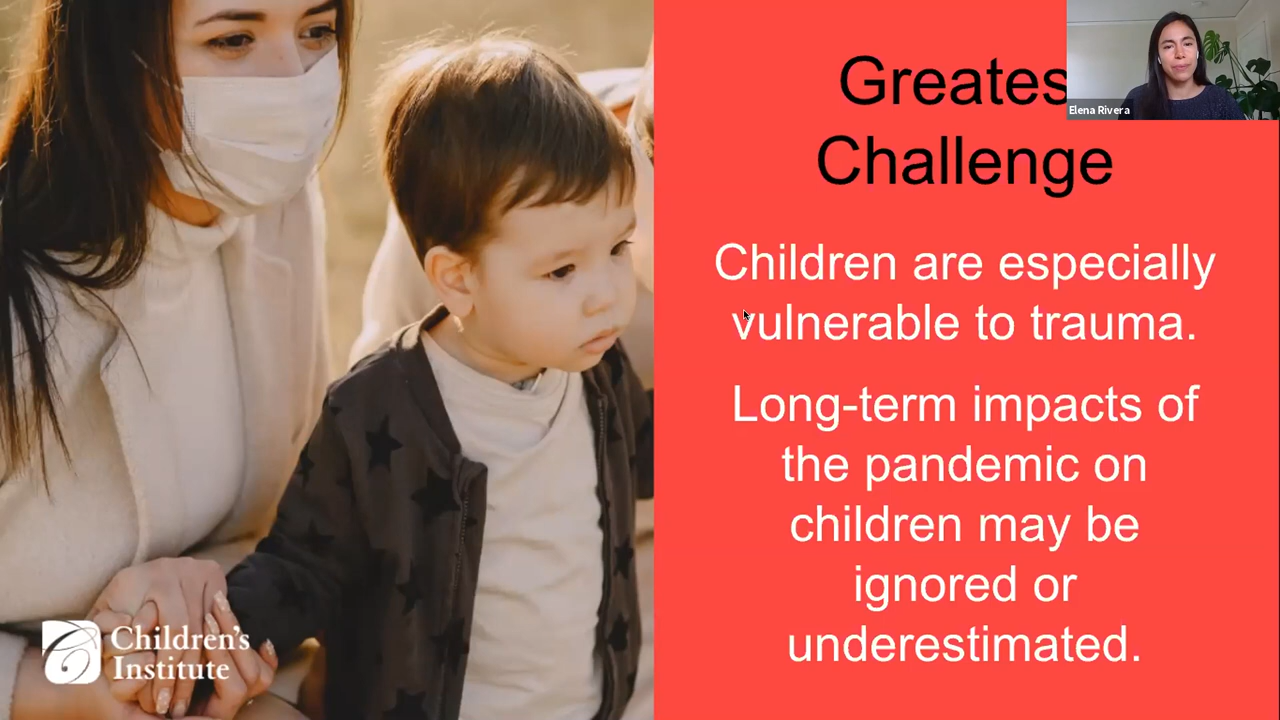 Greates
Challenge
Elena Rivera
Children are especially
vulnerable to trauma.
Long-term impacts of
the pandemic on
children may be
ignored or
underestimated.
Children's
Institute